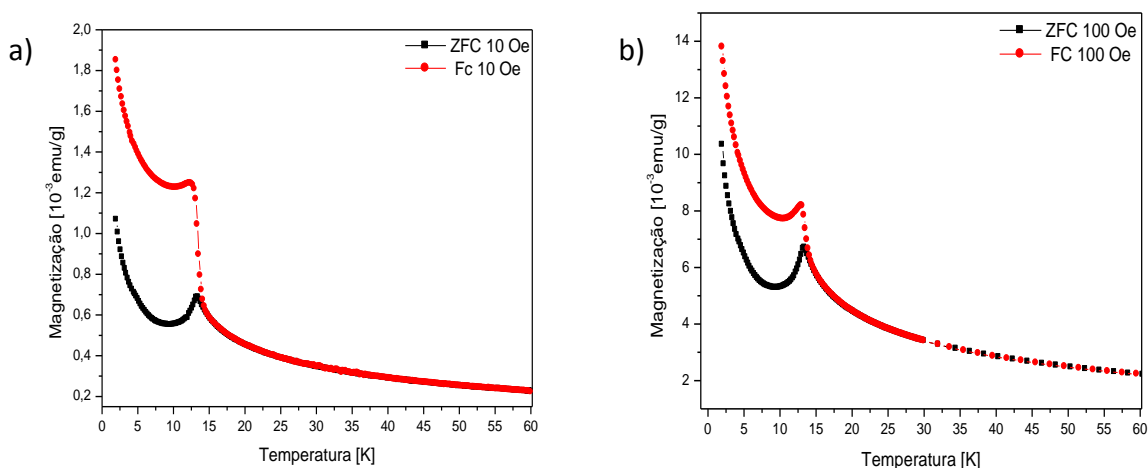 a)
ZFC 10 Oe
Fc 10 Oe
Magnetização [10⁻³emu/g]
2,0
1,8
1,6
1,4
1,2
1,0
0,8
0,6
0,4
0,2
0 5 10 15 20 25 30 35 40 45 50 55 60
Temperatura [K]
b)
ZFC 100 Oe
FC 100 Oe
Magnetização [10⁻³emu/g]
14
12
10
8
6
4
2
0 5 10 15 20 25 30 35 40 45 50 55 60
Temperatura [K]